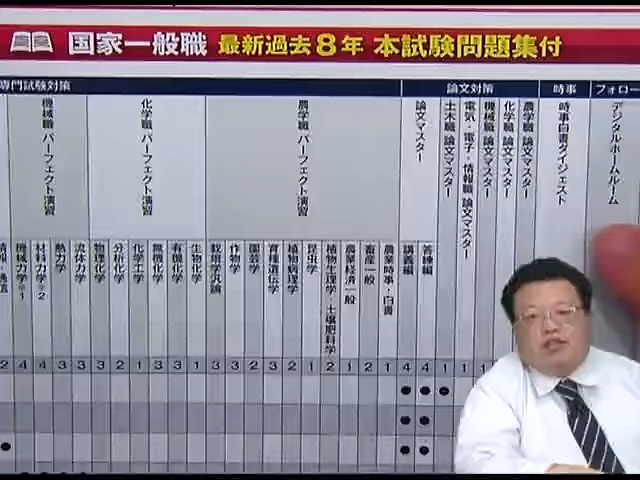 国家一般職 最新過去8年 本試験問題集付
専門試験対策
論文対策
時事
フォロー
機械職 パーフェクト演習
化学職 パーフェクト演習
農学職 パーフェクト演習
論文マスター
土木職 論文マスター
電気・電子・情報職 論文マスター
機械職 論文マスター
化学職 論文マスター
農学職 論文マスター
時事白書ダイジェスト
デジタルホームルーム
情報・通信
機械力学※1
材料力学※2
熱力学
流体力学
物理化学
分析化学
化学工学
無機化学
有機化学
生物化学
栽培学汎論
作物学
園芸学
育種遺伝学
植物病理学
昆虫学
植物生理学・土壌肥料学
農業経済一般
畜産一般
農業時事・白書
講義編
答練編
2 4 4 3 3 3 2 1 3 3 1 3 3 2 3 2 1 2 1 2 1 4 4 1 1 1